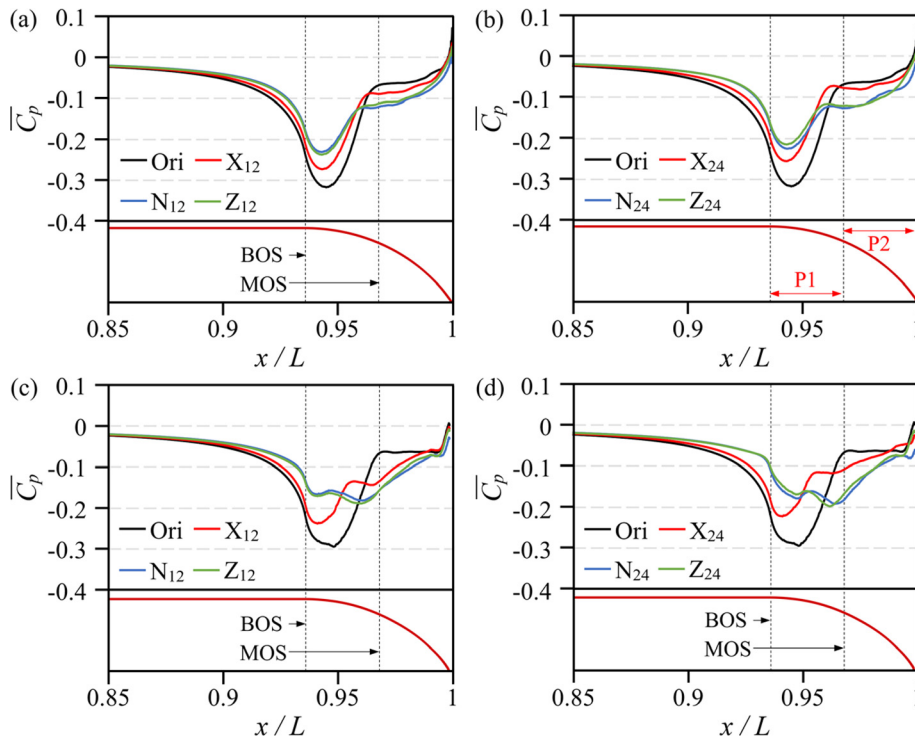 (a)
0.1
0
-0.1
-0.2
-0.3
-0.4
C̄p
Ori X₁₂
N₁₂ Z₁₂
BOS
MOS
0.85 0.9 0.95 1
x / L
(b)
0.1
0
-0.1
-0.2
-0.3
-0.4
C̄p
Ori X₂₄
N₂₄ Z₂₄
P2
P1
0.85 0.9 0.95 1
x / L
(c)
0.1
0
-0.1
-0.2
-0.3
-0.4
C̄p
Ori X₁₂
N₁₂ Z₁₂
BOS
MOS
0.85 0.9 0.95 1
x / L
(d)
0.1
0
-0.1
-0.2
-0.3
-0.4
C̄p
Ori X₂₄
N₂₄ Z₂₄
BOS
MOS
0.85 0.9 0.95 1
x / L